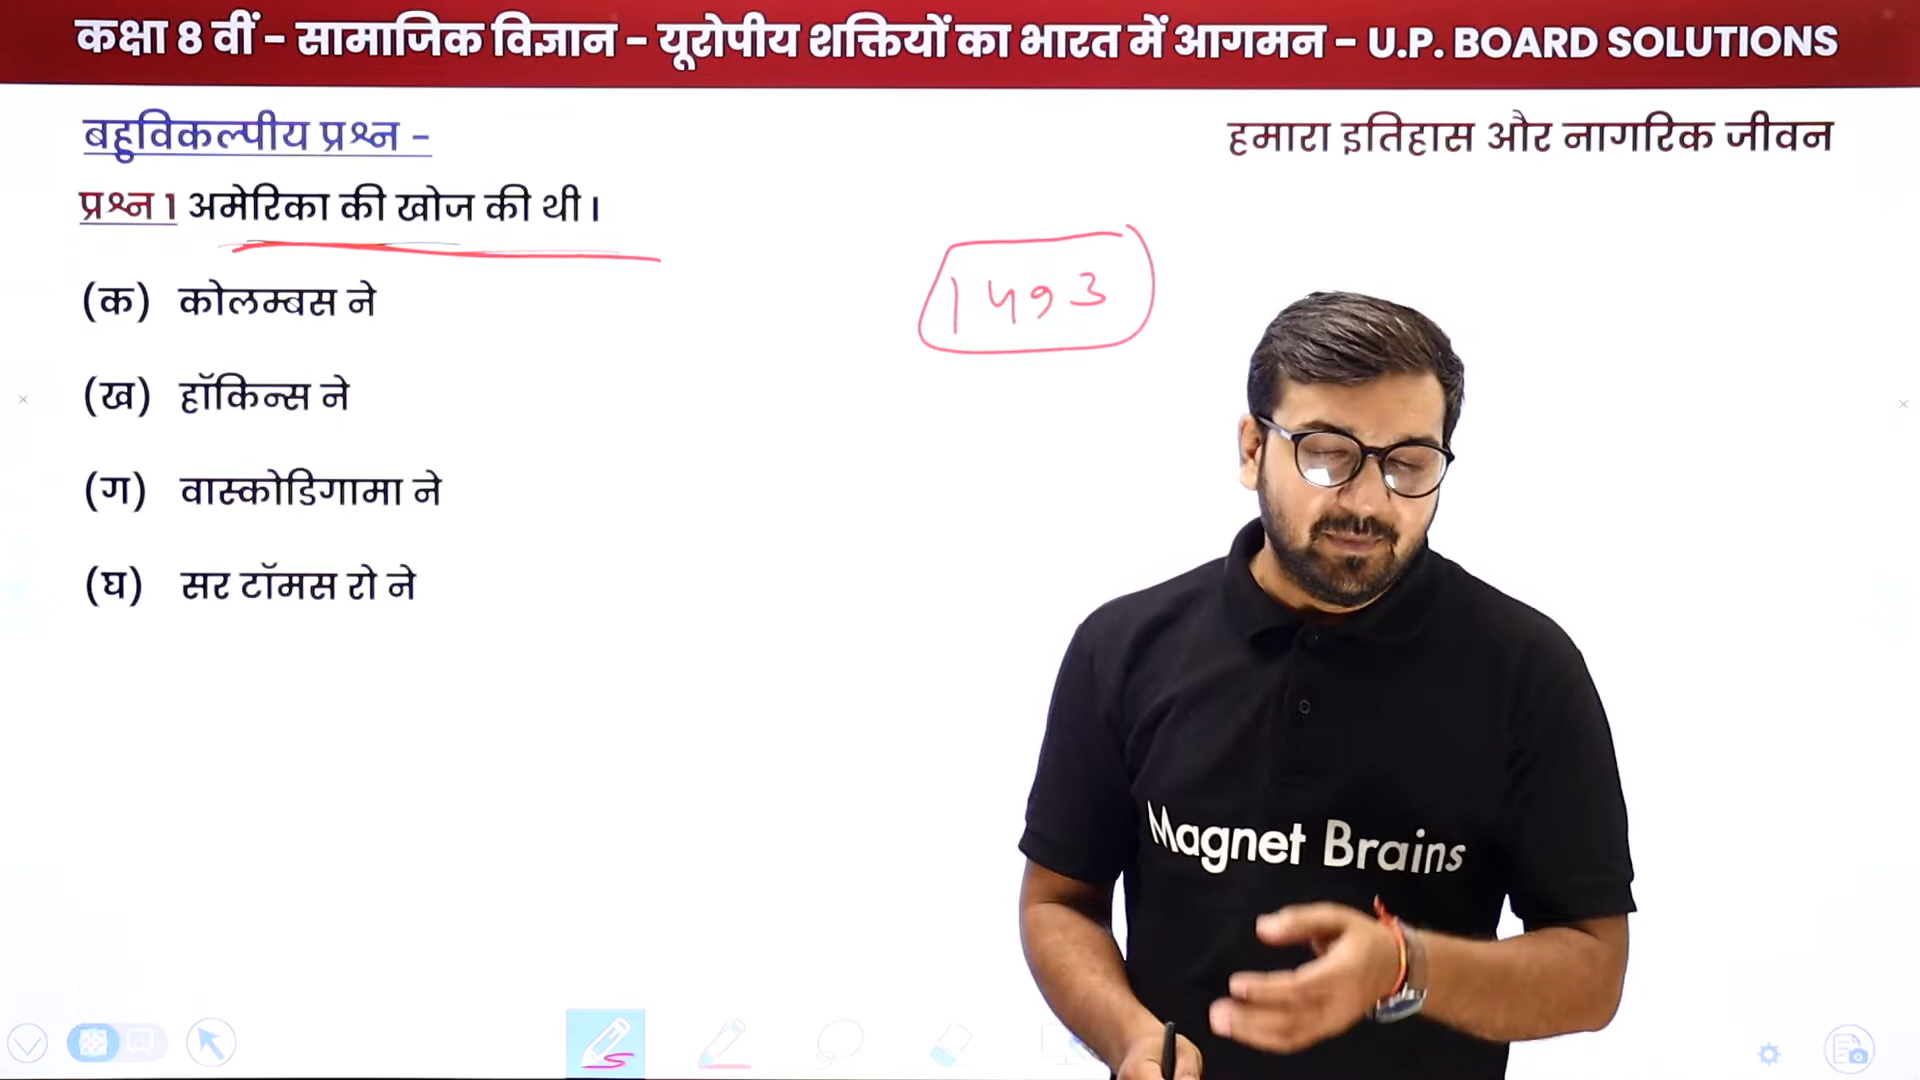 कक्षा 8 वीं - सामाजिक विज्ञान - यूरोपीय शक्तियों का भारत में आगमन - U.P. BOARD SOLUTIONS
बहुविकल्पीय प्रश्न -
हमारा इतिहास और नागरिक जीवन
प्रश्न 1 अमेरिका की खोज की थी।
(क) कोलम्बस ने
1493
(ख) हॉकिन्स ने
(ग) वास्कोडिगामा ने
(घ) सर टॉमस रो ने
Magnet Brains